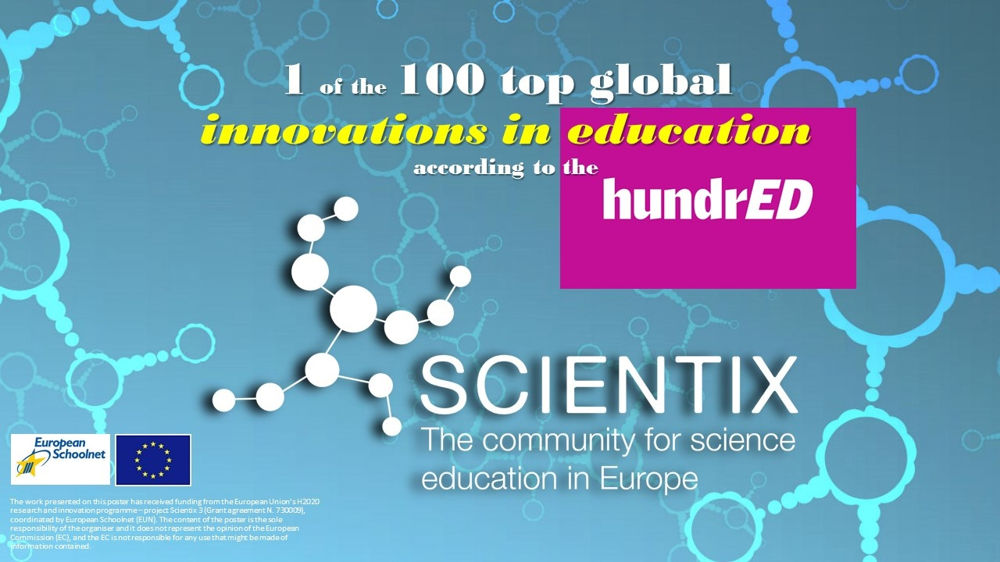 1 of the 100 top global
innovations in education
according to the
hundrED
SCIENTIX
The community for science
education in Europe
European
Schoolnet
The work presented on this poster has received funding from the European Union's H2020
research and innovation programme – project Scientix 3 (Grant agreement N. 730009),
coordinated by European Schoolnet (EUN). The content of the poster is the sole
responsibility of the organiser and it does not represent the opinion of the European
Commission (EC), and the EC is not responsible for any use that might be made of
information contained.